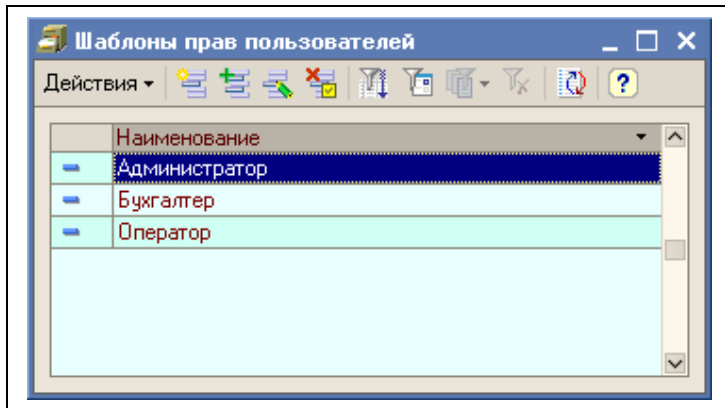 Шаблоны прав пользователей
Действия
?
Наименование
Администратор
Бухгалтер
Оператор